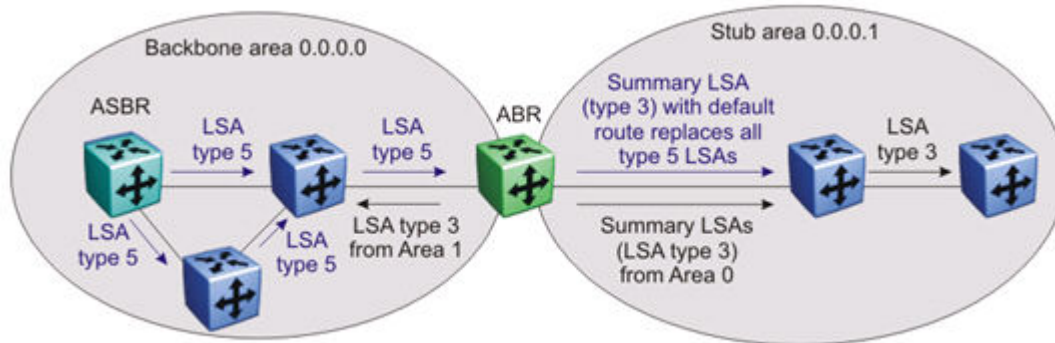 Backbone area 0.0.0.0
Stub area 0.0.0.1
ASBR
LSA
type 5
LSA
type 5
ABR
Summary LSA
(type 3) with default
route replaces all
type 5 LSAs
LSA
type 3
LSA
type 5
LSA
type 5
LSA type 3
from Area 1
Summary LSAs
(LSA type 3)
from Area 0